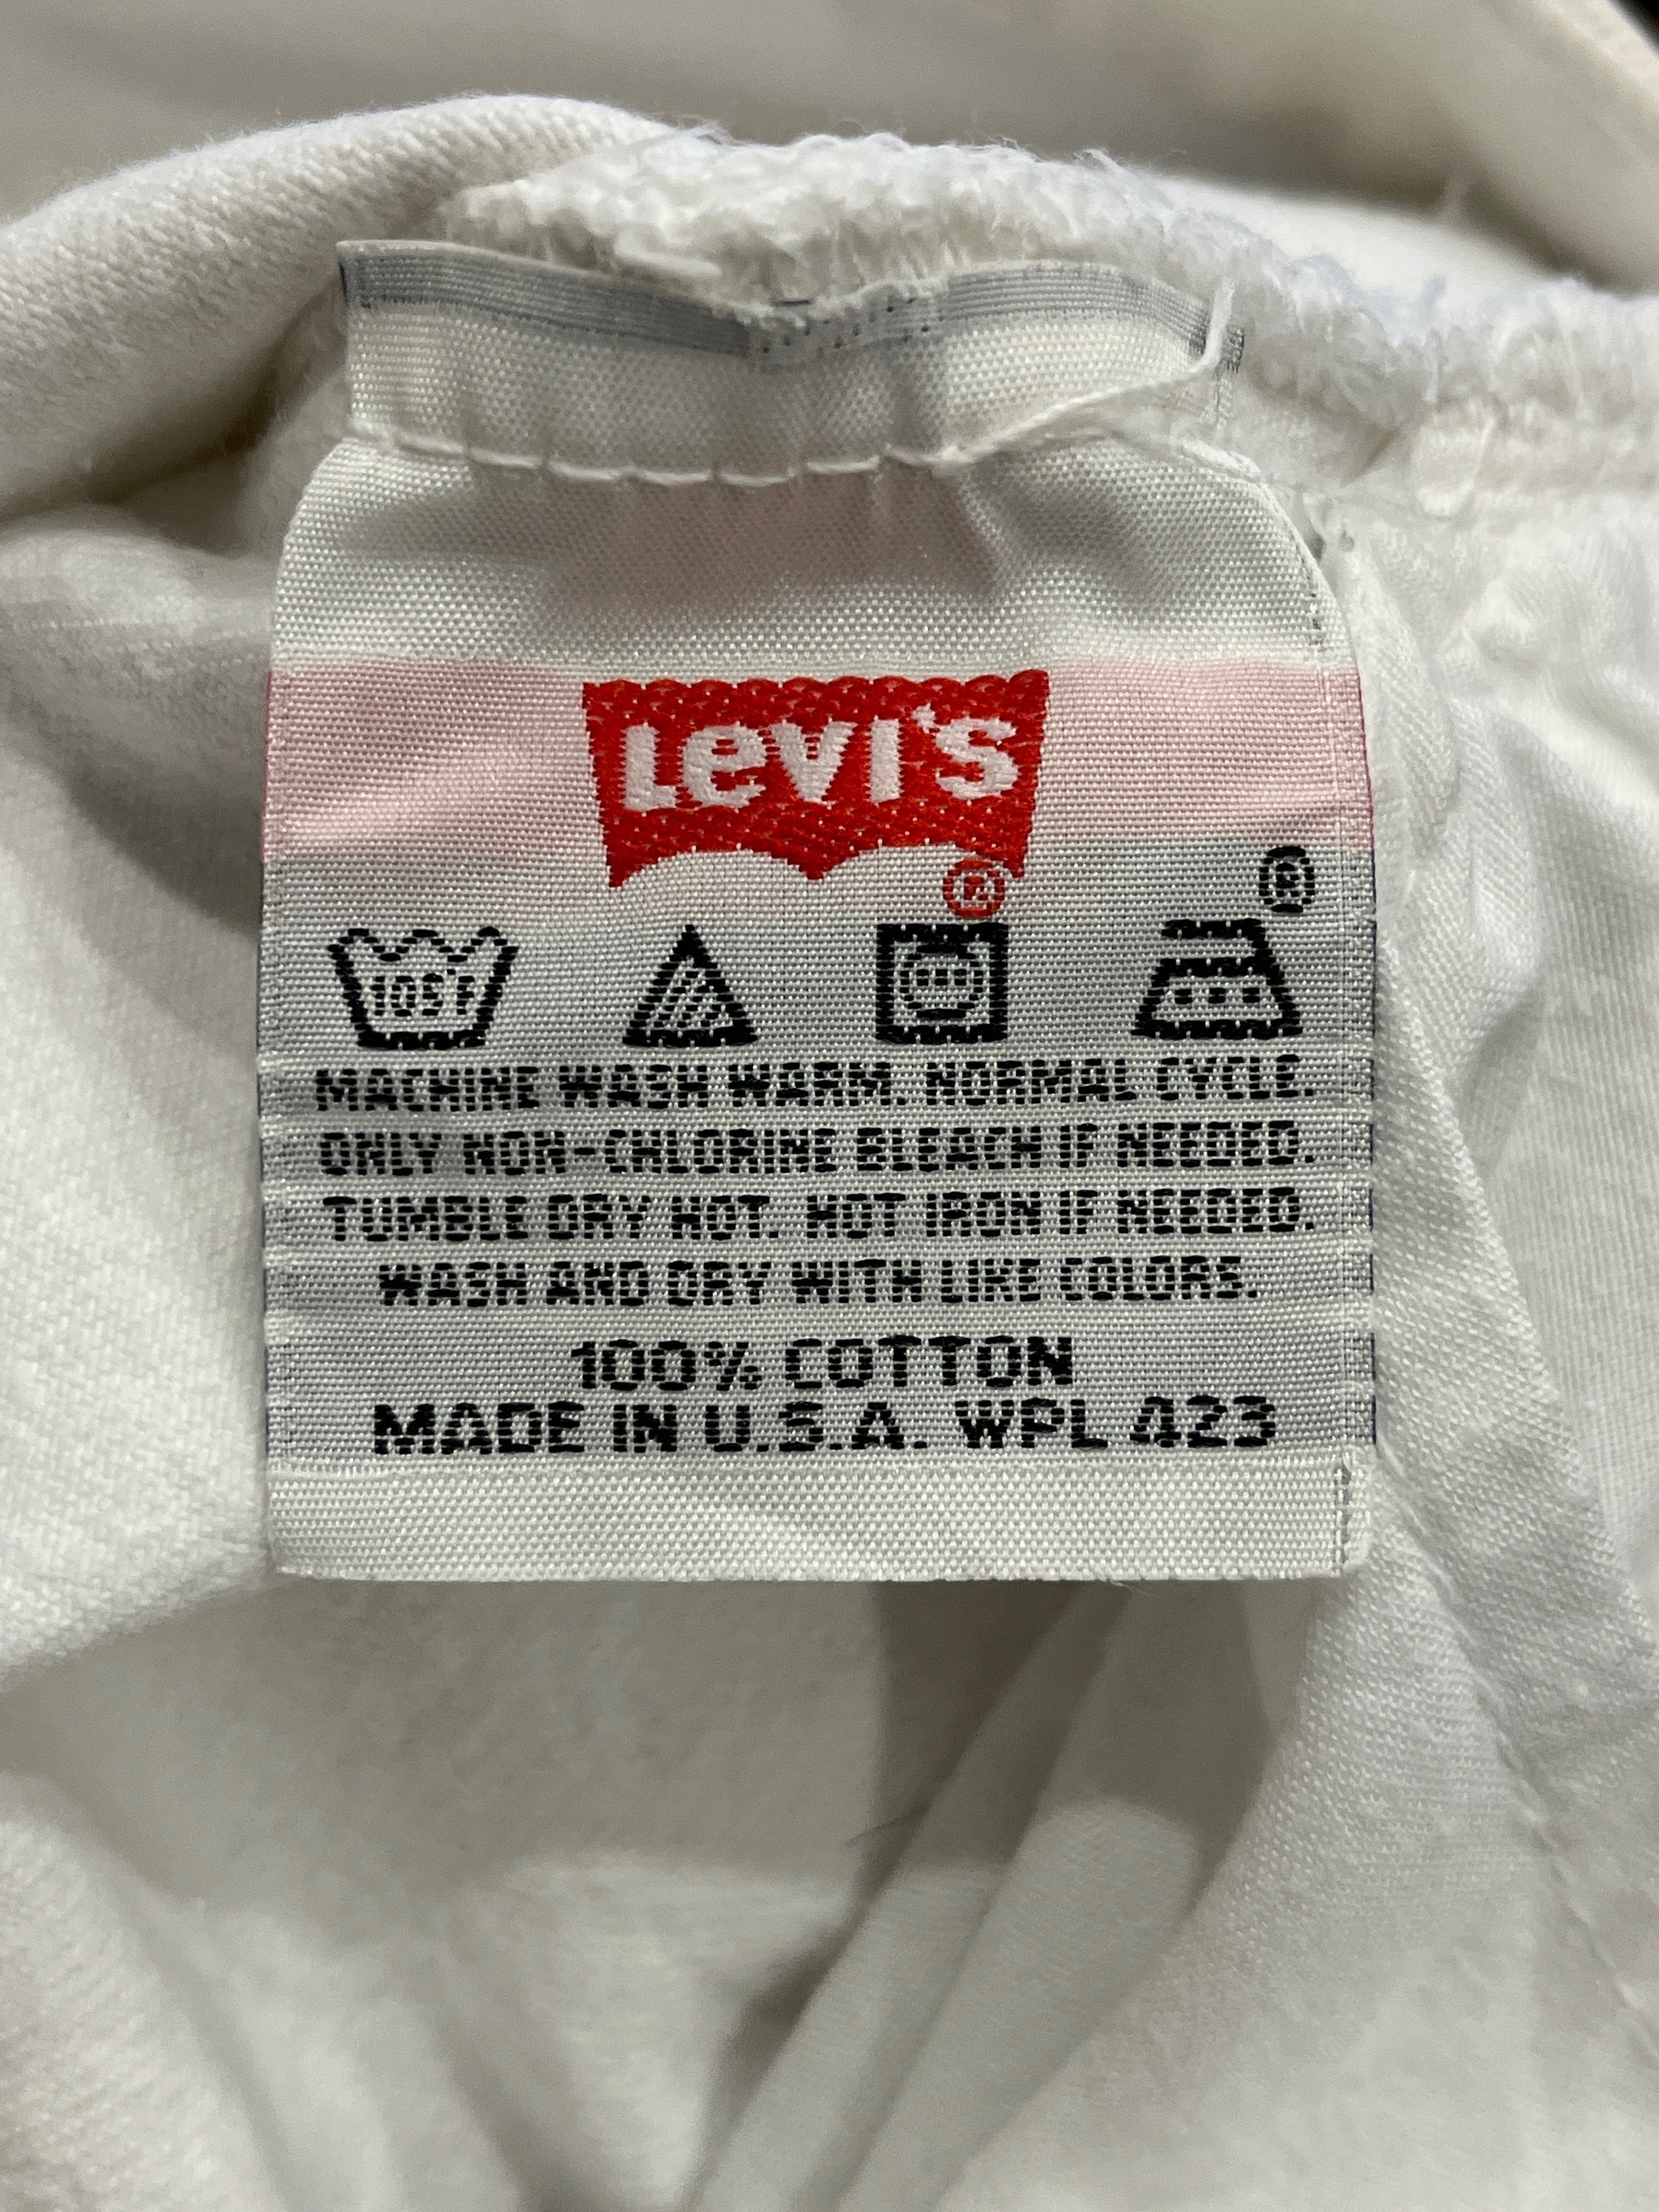 Levi's®
®
105°F
MACHINE WASH WARM. NORMAL CYCLE.
ONLY NON-CHLORINE BLEACH IF NEEDED.
TUMBLE DRY HOT. HOT IRON IF NEEDED.
WASH AND DRY WITH LIKE COLORS.
100% COTTON
MADE IN U.S.A. WPL 423